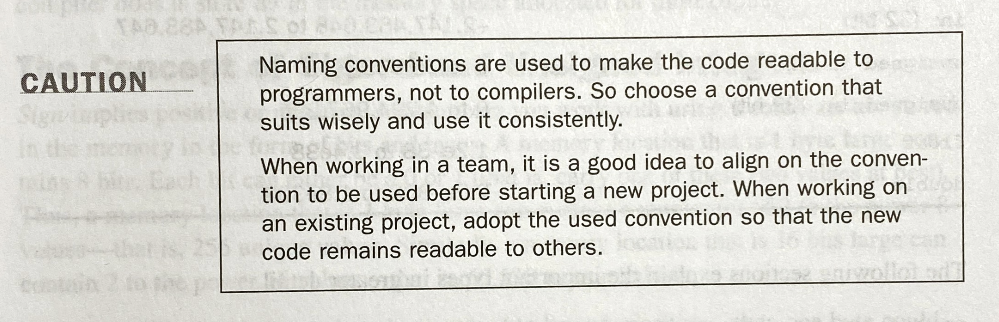 CAUTION
Naming conventions are used to make the code readable to
programmers, not to compilers. So choose a convention that
suits wisely and use it consistently.
When working in a team, it is a good idea to align on the conven-
tion to be used before starting a new project. When working on
an existing project, adopt the used convention so that the new
code remains readable to others.